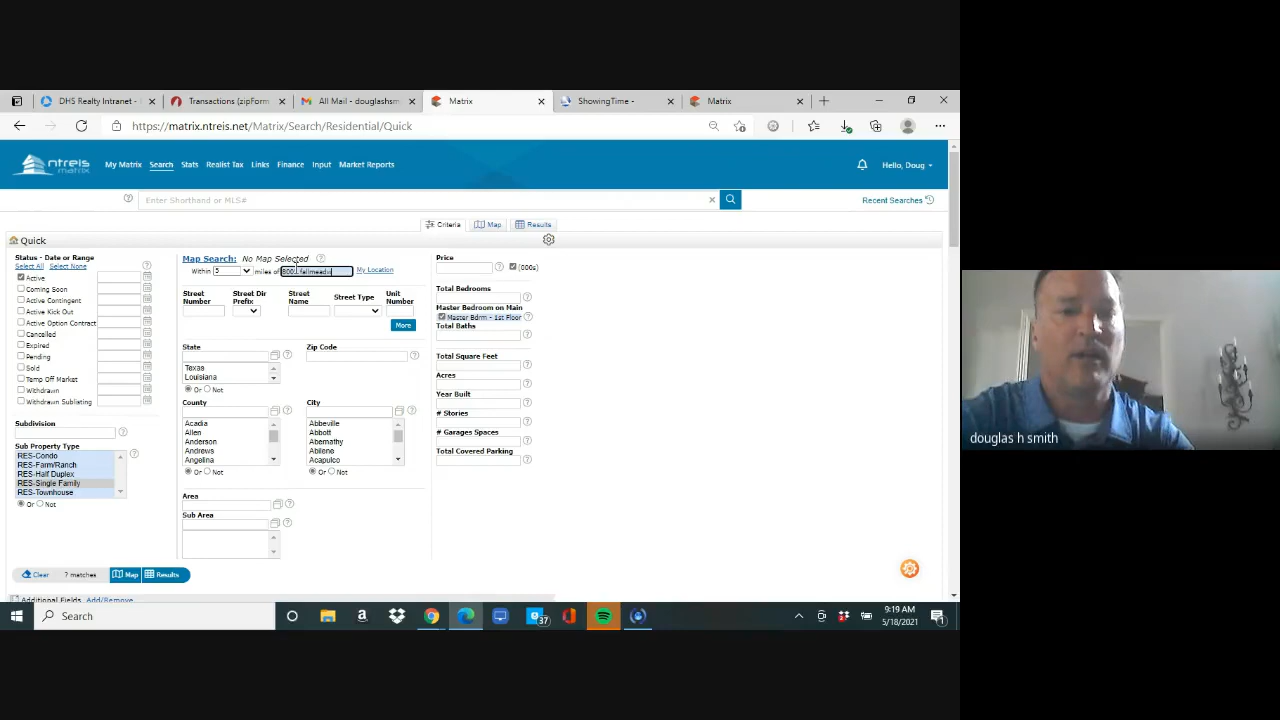 DHS Realty Intranet -
Transactions (zipForm
All Mail - douglashsm
Matrix
ShowingTime -
Matrix
https://matrix.ntreis.net/Matrix/Search/Residential/Quick
ntreis matrix
My Matrix Search Stats Realist Tax Links Finance Input Market Reports
Hello, Doug
Enter Shorthand or MLS#
Recent Searches
Criteria Map Results
Quick
Status - Date or Range
Select All Select None
Active
Coming Soon
Active Contingent
Active Kick Out
Active Option Contract
Cancelled
Expired
Pending
Sold
Temp Off Market
Withdrawn
Withdrawn Sublisting
Subdivision
Sub Property Type
RES-Condo
RES-Farm/Ranch
RES-Half Duplex
RES-Single Family
RES-Townhouse
Or Not
Map Search: No Map Selected
Within 5 miles of
My Location
Street Number
Street Dir Prefix
Street Name
Street Type
Unit Number
More
State
Texas
Louisiana
Or Not
Zip Code
County
Acadia
Allen
Anderson
Andrews
Angelina
Or Not
City
Abbeville
Abbott
Abernathy
Abilene
Acapulco
Or Not
Area
Sub Area
Price
(000s)
Total Bedrooms
Master Bedroom on Main
Master Bdrm - 1st Floor
Total Baths
Total Square Feet
Acres
Year Built
# Stories
# Garages Spaces
Total Covered Parking
Clear ? matches Map Results
Additional Fields Add/Remove
Search
37
9:19 AM
5/18/2021
1
douglas h smith